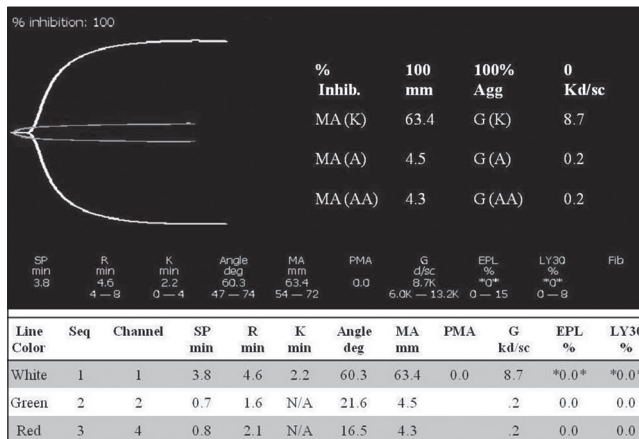 % inhibition: 100
% 100 100% 0
Inhib. mm Agg Kd/sc
MA (K) 63.4 G (K) 8.7
MA (A) 4.5 G (A) 0.2
MA (AA) 4.3 G (AA) 0.2
SP R K Angle MA PMA G EPL LY30 Fib
min min min deg mm d/sc % %
3.8 4.6 2.2 60.3 63.4 0.0 8.7K *0* *0*
4 — 8 0 — 4 47 — 74 54 — 72 6.0K — 13.2K 0 — 15 0 — 8
Line Seq Channel SP R K Angle MA PMA G EPL LY30
Color min min min deg mm kd/sc % %
White 1 1 3.8 4.6 2.2 60.3 63.4 0.0 8.7 *0.0* *0.0*
Green 2 2 0.7 1.6 N/A 21.6 4.5 .2 0.0 0.0
Red 3 4 0.8 2.1 N/A 16.5 4.3 .2 0.0 0.0